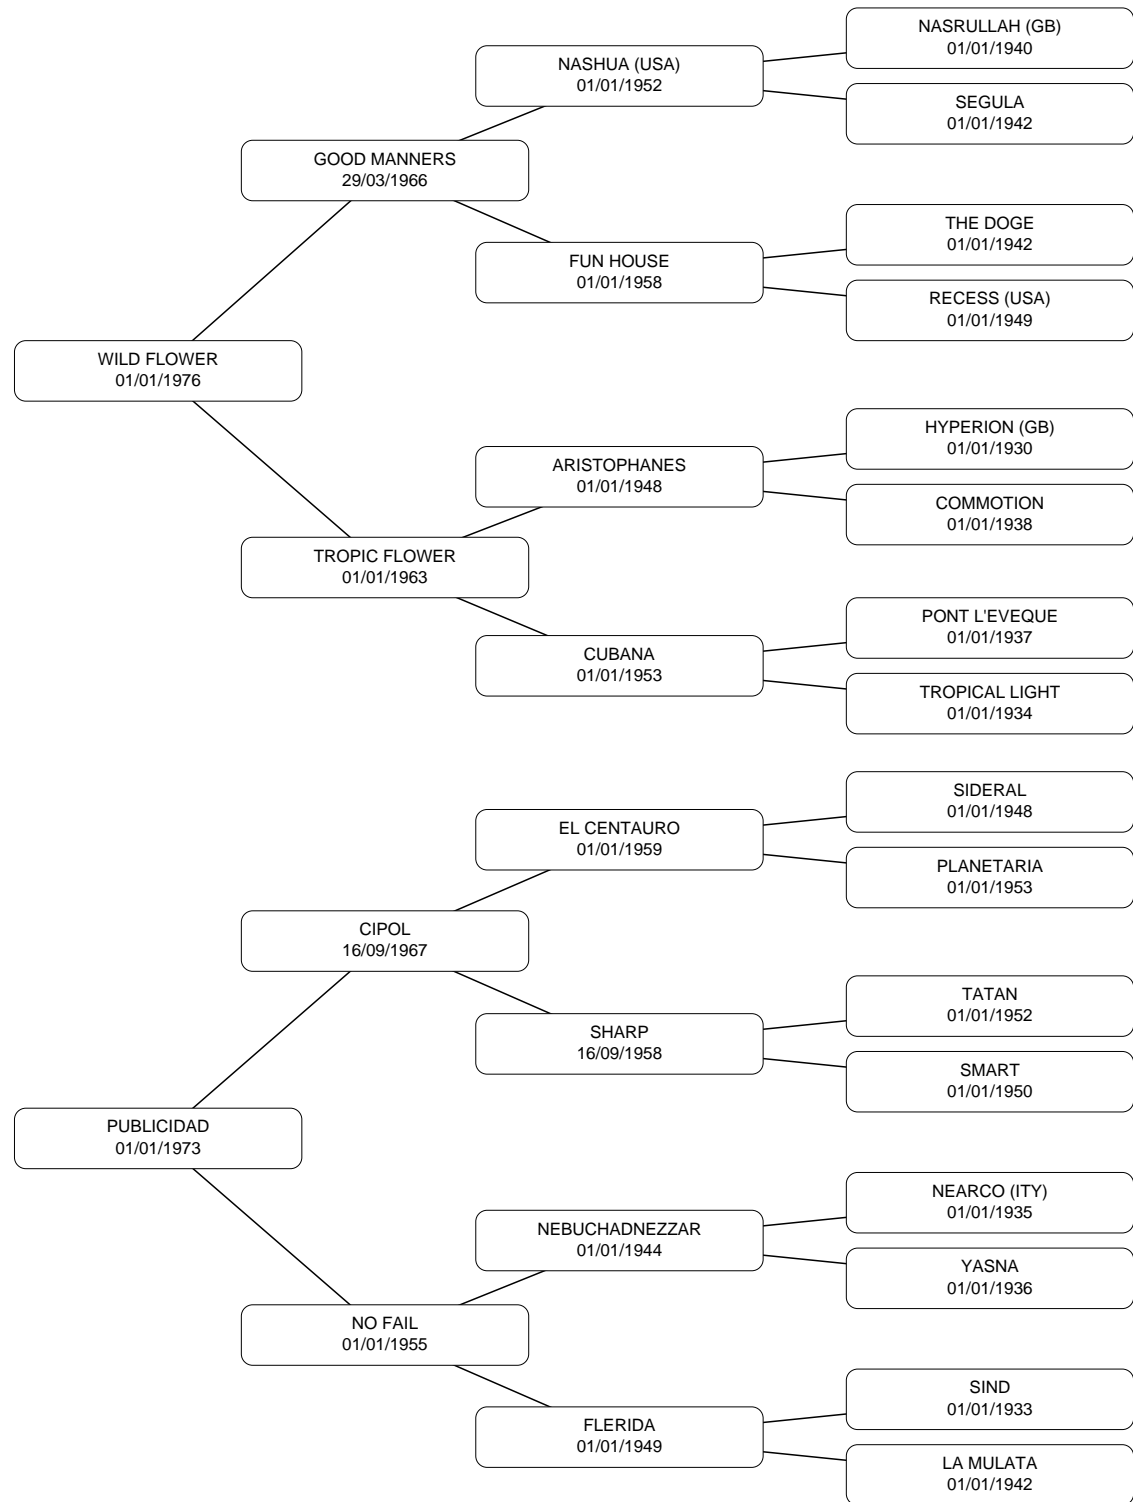 NASRULLAH (GB)
01/01/1940
NASHUA (USA)
01/01/1952
SEGULA
01/01/1942
GOOD MANNERS
29/03/1966
THE DOGE
01/01/1942
FUN HOUSE
01/01/1958
RECESS (USA)
01/01/1949
WILD FLOWER
01/01/1976
HYPERION (GB)
01/01/1930
ARISTOPHANES
01/01/1948
COMMOTION
01/01/1938
TROPIC FLOWER
01/01/1963
PONT L'EVEQUE
01/01/1937
CUBANA
01/01/1953
TROPICAL LIGHT
01/01/1934
SIDERAL
01/01/1948
EL CENTAURO
01/01/1959
PLANETARIA
01/01/1953
CIPOL
16/09/1967
TATAN
01/01/1952
SHARP
16/09/1958
SMART
01/01/1950
PUBLICIDAD
01/01/1973
NEARCO (ITY)
01/01/1935
NEBUCHADNEZZAR
01/01/1944
YASNA
01/01/1936
NO FAIL
01/01/1955
SIND
01/01/1933
FLERIDA
01/01/1949
LA MULATA
01/01/1942